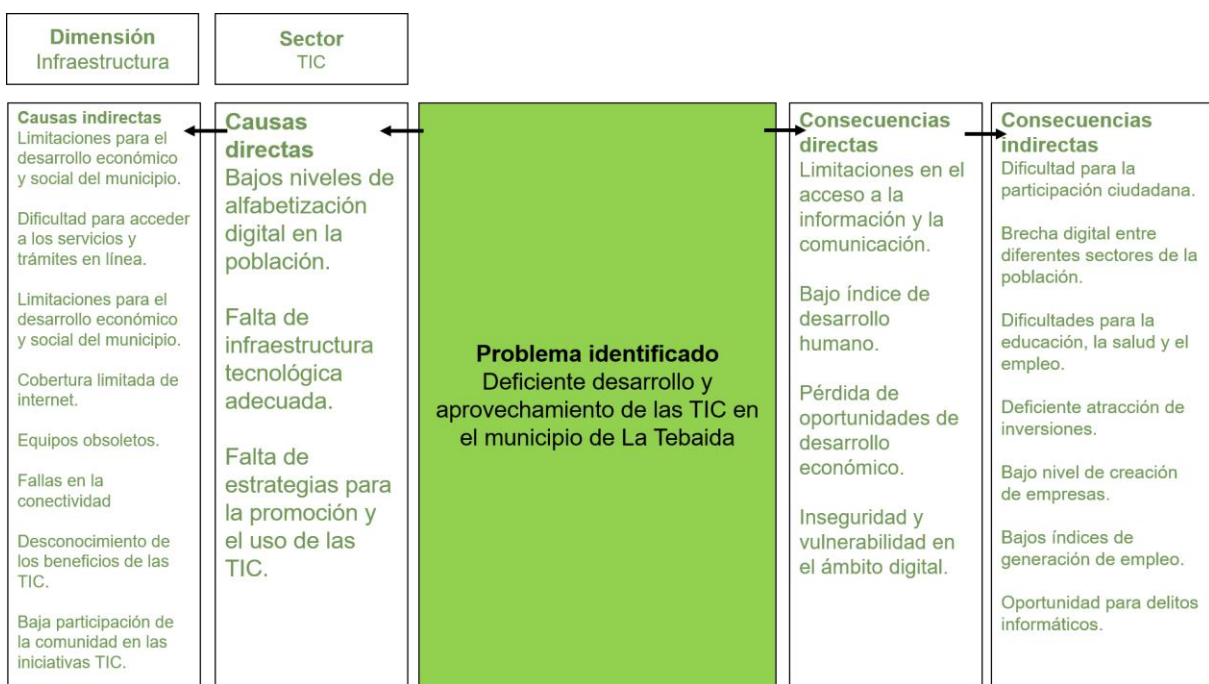 Dimensión
Infraestructura
Sector
TIC
Causas indirectas
Limitaciones para el
desarrollo económico
y social del municipio.
Dificultad para acceder
a los servicios y
trámites en línea.
Limitaciones para el
desarrollo económico
y social del municipio.
Cobertura limitada de
internet.
Equipos obsoletos.
Fallas en la
conectividad
Desconocimiento de
los beneficios de las
TIC.
Baja participación de
la comunidad en las
iniciativas TIC.
Causas
directas
Bajos niveles de
alfabetización
digital en la
población.
Falta de
infraestructura
tecnológica
adecuada.
Falta de
estrategias para
la promoción y
el uso de las
TIC.
Problema identificado
Deficiente desarrollo y
aprovechamiento de las TIC en
el municipio de La Tebaida
Consecuencias
directas
Limitaciones en el
acceso a la
información y la
comunicación.
Bajo índice de
desarrollo
humano.
Pérdida de
oportunidades de
desarrollo
económico.
Inseguridad y
vulnerabilidad en
el ámbito digital.
Consecuencias
indirectas
Dificultad para la
participación ciudadana.
Brecha digital entre
diferentes sectores de la
población.
Dificultades para la
educación, la salud y el
empleo.
Deficiente atracción de
inversiones.
Bajo nivel de creación
de empresas.
Bajos índices de
generación de empleo.
Oportunidad para delitos
informáticos.